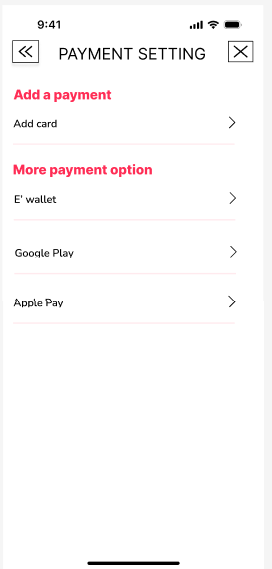 9:41
PAYMENT SETTING
Add a payment
Add card
More payment option
E' wallet
Google Play
Apple Pay